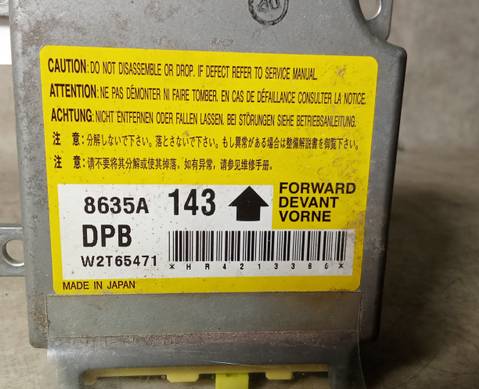 CAUTION: DO NOT DISASSEMBLE OR DROP. IF DEFECT REFER TO SERVICE MANUAL.
ATTENTION: NE PAS DÉMONTER NI FAIRE TOMBER. EN CAS DE DÉFAILLANCE CONSULTER LA NOTICE.
ACHTUNG: NICHT ENTFERNEN ODER FALLEN LASSEN. BEI STÖRUNGEN SIEHE BETRIEBSANLEITUNG.
注 意: 分解しないで下さい。落とさないで下さい。もし異常がある場合は整備解説書を御覧下さい。
注 意: 请不要将其分解或使其掉落。如有异常，请参见维修手册。
8635A 143 FORWARD
DEVANT
VORNE
DPB
W2T65471 *HR4213360*
MADE IN JAPAN